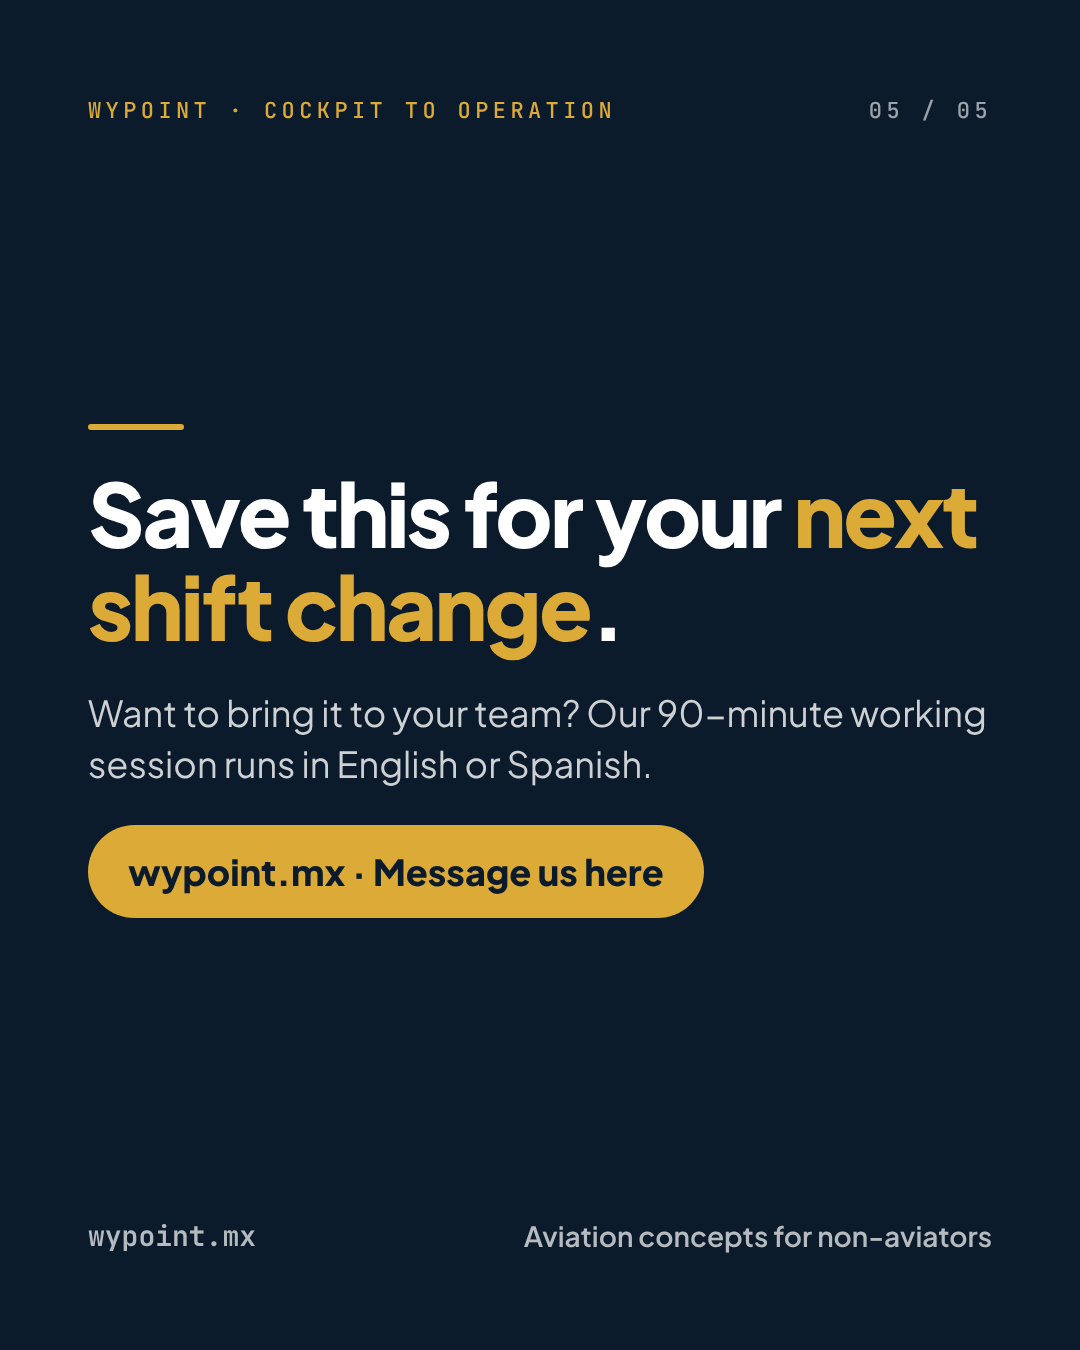 WYPOINT · COCKPIT TO OPERATION
05 / 05
Save this for your next
shift change.
Want to bring it to your team? Our 90-minute working
session runs in English or Spanish.
wypoint.mx · Message us here
wypoint.mx
Aviation concepts for non-aviators